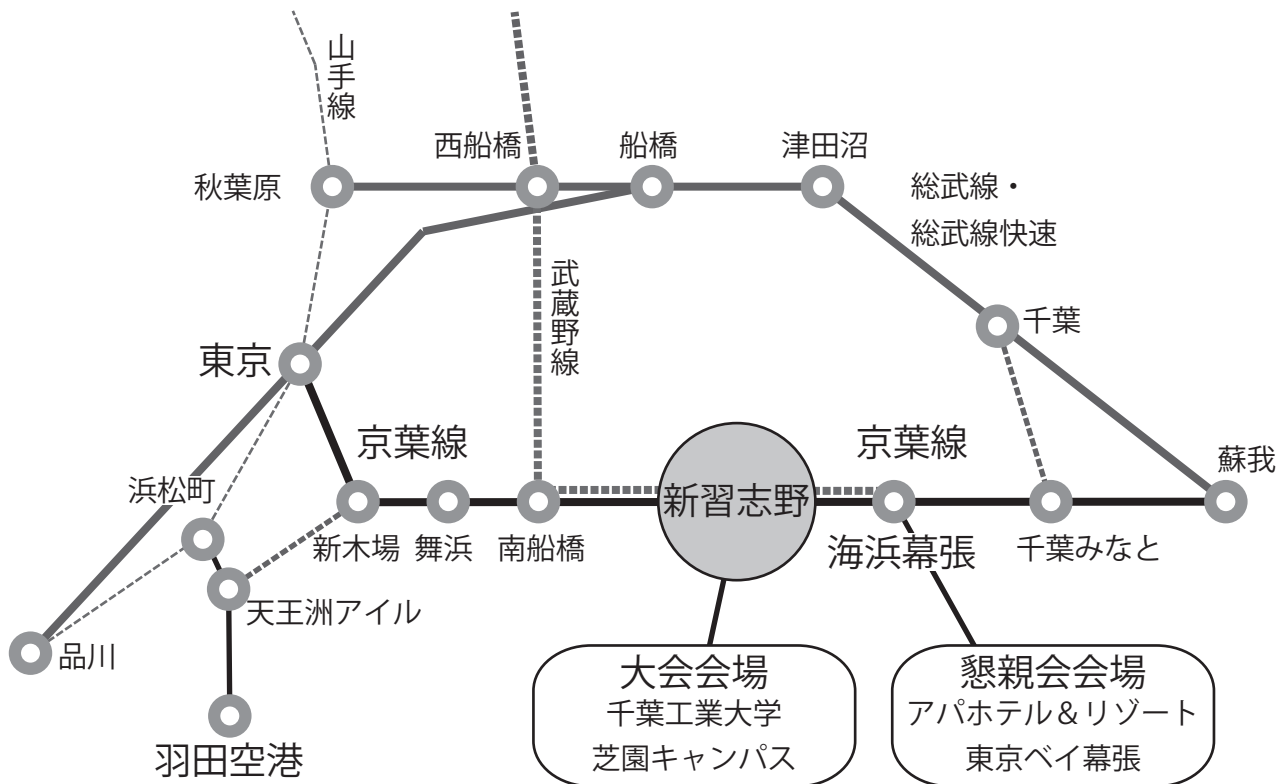 山手線
西船橋
船橋
津田沼
秋葉原
総武線・
総武線快速
武蔵野線
千葉
東京
京葉線
京葉線
蘇我
浜松町
新習志野
新木場
舞浜
南船橋
海浜幕張
千葉みなと
天王洲アイル
品川
大会会場
千葉工業大学
芝園キャンパス
懇親会会場
アパホテル＆リゾート
東京ベイ幕張
羽田空港